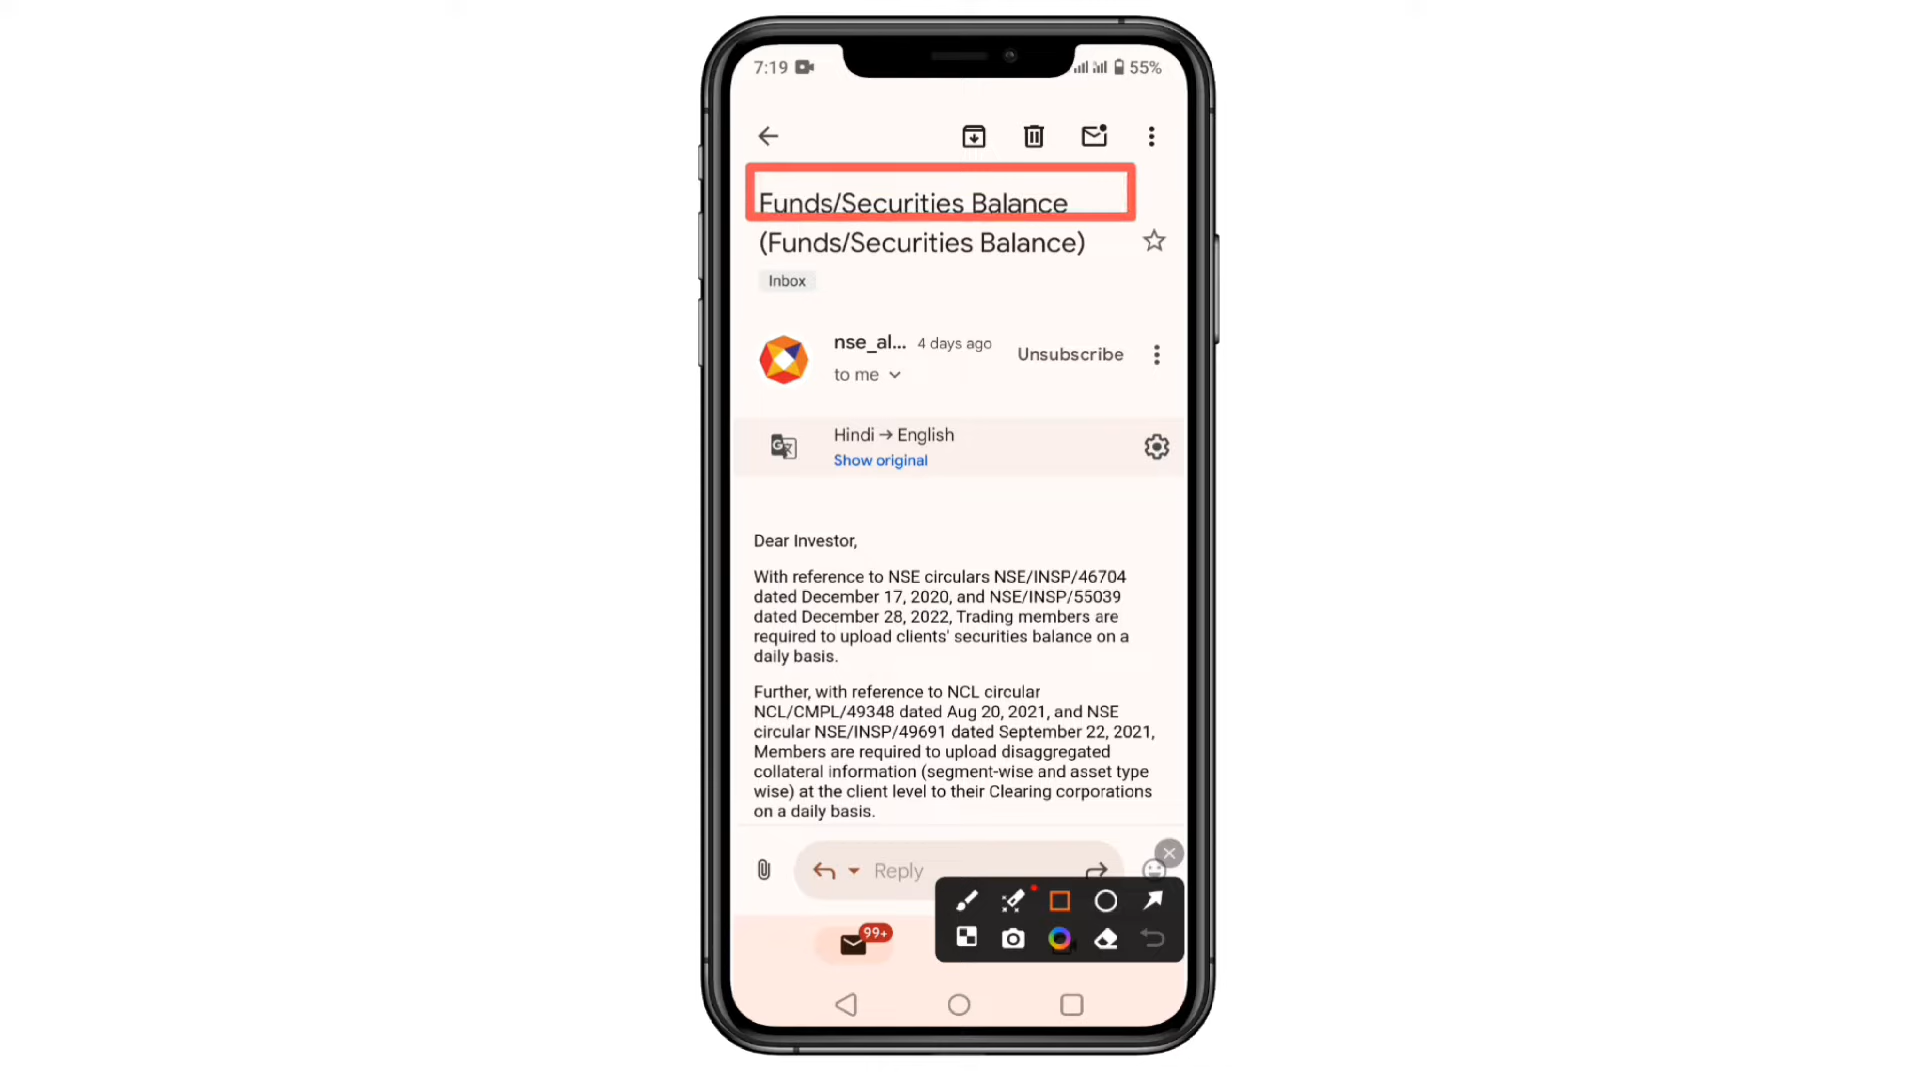 7:19
55%
Funds/Securities Balance
(Funds/Securities Balance)
Inbox
nse_al... 4 days ago
Unsubscribe
to me
Hindi → English
Show original
Dear Investor,
With reference to NSE circulars NSE/INSP/46704
dated December 17, 2020, and NSE/INSP/55039
dated December 28, 2022, Trading members are
required to upload clients' securities balance on a
daily basis.
Further, with reference to NCL circular
NCL/CMPL/49348 dated Aug 20, 2021, and NSE
circular NSE/INSP/49691 dated September 22, 2021,
Members are required to upload disaggregated
collateral information (segment-wise and asset type
wise) at the client level to their Clearing corporations
on a daily basis.
Reply
99+